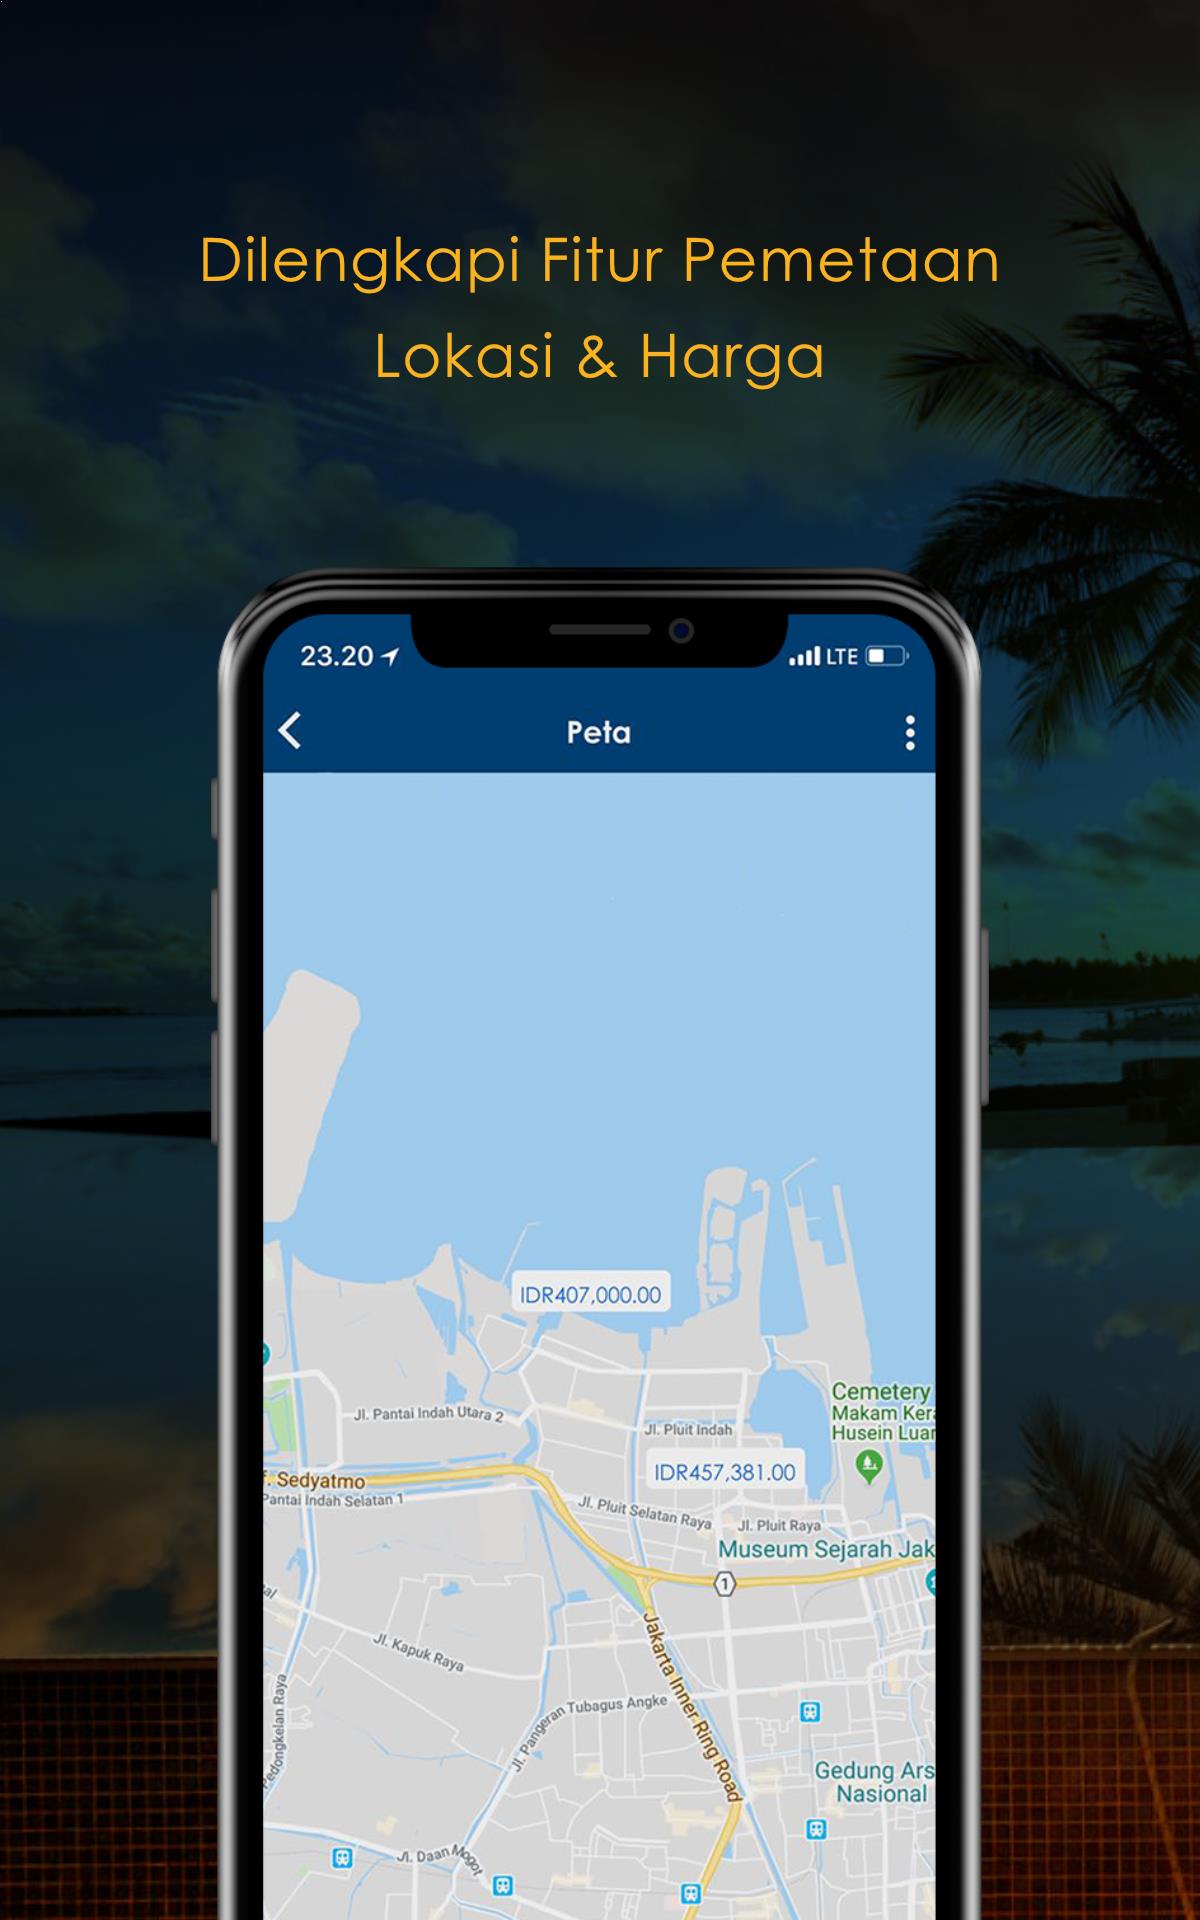 Dilengkapi Fitur Pemetaan
Lokasi & Harga
23.20
LTE
Peta
IDR407,000.00
Jl. Pantai Indah Utara 2
Jl. Pluit Indah
Cemetery
Makam Kera
Husein Luar
IDR457,381.00
f. Sedyatmo
Pantai Indah Selatan 1
Jl. Pluit Selatan Raya
Jl. Pluit Raya
Museum Sejarah Jak
1
Jl. Kapuk Raya
Jakarta Inner Ring Road
Jl. Pangeran Tubagus Angke
Pedongkelan Raya
Gedung Ars
Nasional
Jl. Daan Mogot